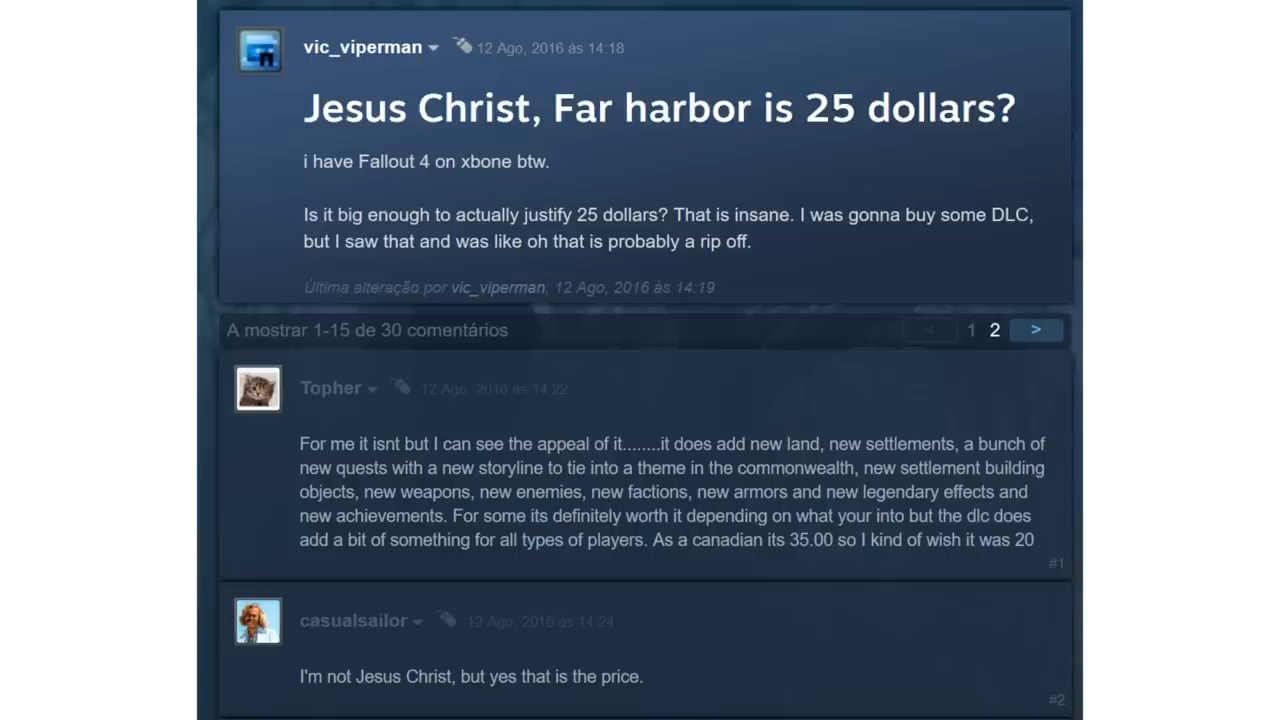 vic_viperman 12 Ago, 2016 ás 14:18
Jesus Christ, Far harbor is 25 dollars?
i have Fallout 4 on xbone btw.
Is it big enough to actually justify 25 dollars? That is insane. I was gonna buy some DLC,
but I saw that and was like oh that is probably a rip off.
Última alteração por vic_viperman; 12 Ago, 2016 ás 14:19
A mostrar 1-15 de 30 comentários < 1 2 >
Topher 12 Ago, 2016 ás 14:22
For me it isnt but I can see the appeal of it........it does add new land, new settlements, a bunch of
new quests with a new storyline to tie into a theme in the commonwealth, new settlement building
objects, new weapons, new enemies, new factions, new armors and new legendary effects and
new achievements. For some its definitely worth it depending on what your into but the dlc does
add a bit of something for all types of players. As a canadian its 35.00 so I kind of wish it was 20
#1
casualsailor 12 Ago, 2016 ás 14:24
I'm not Jesus Christ, but yes that is the price.
#2